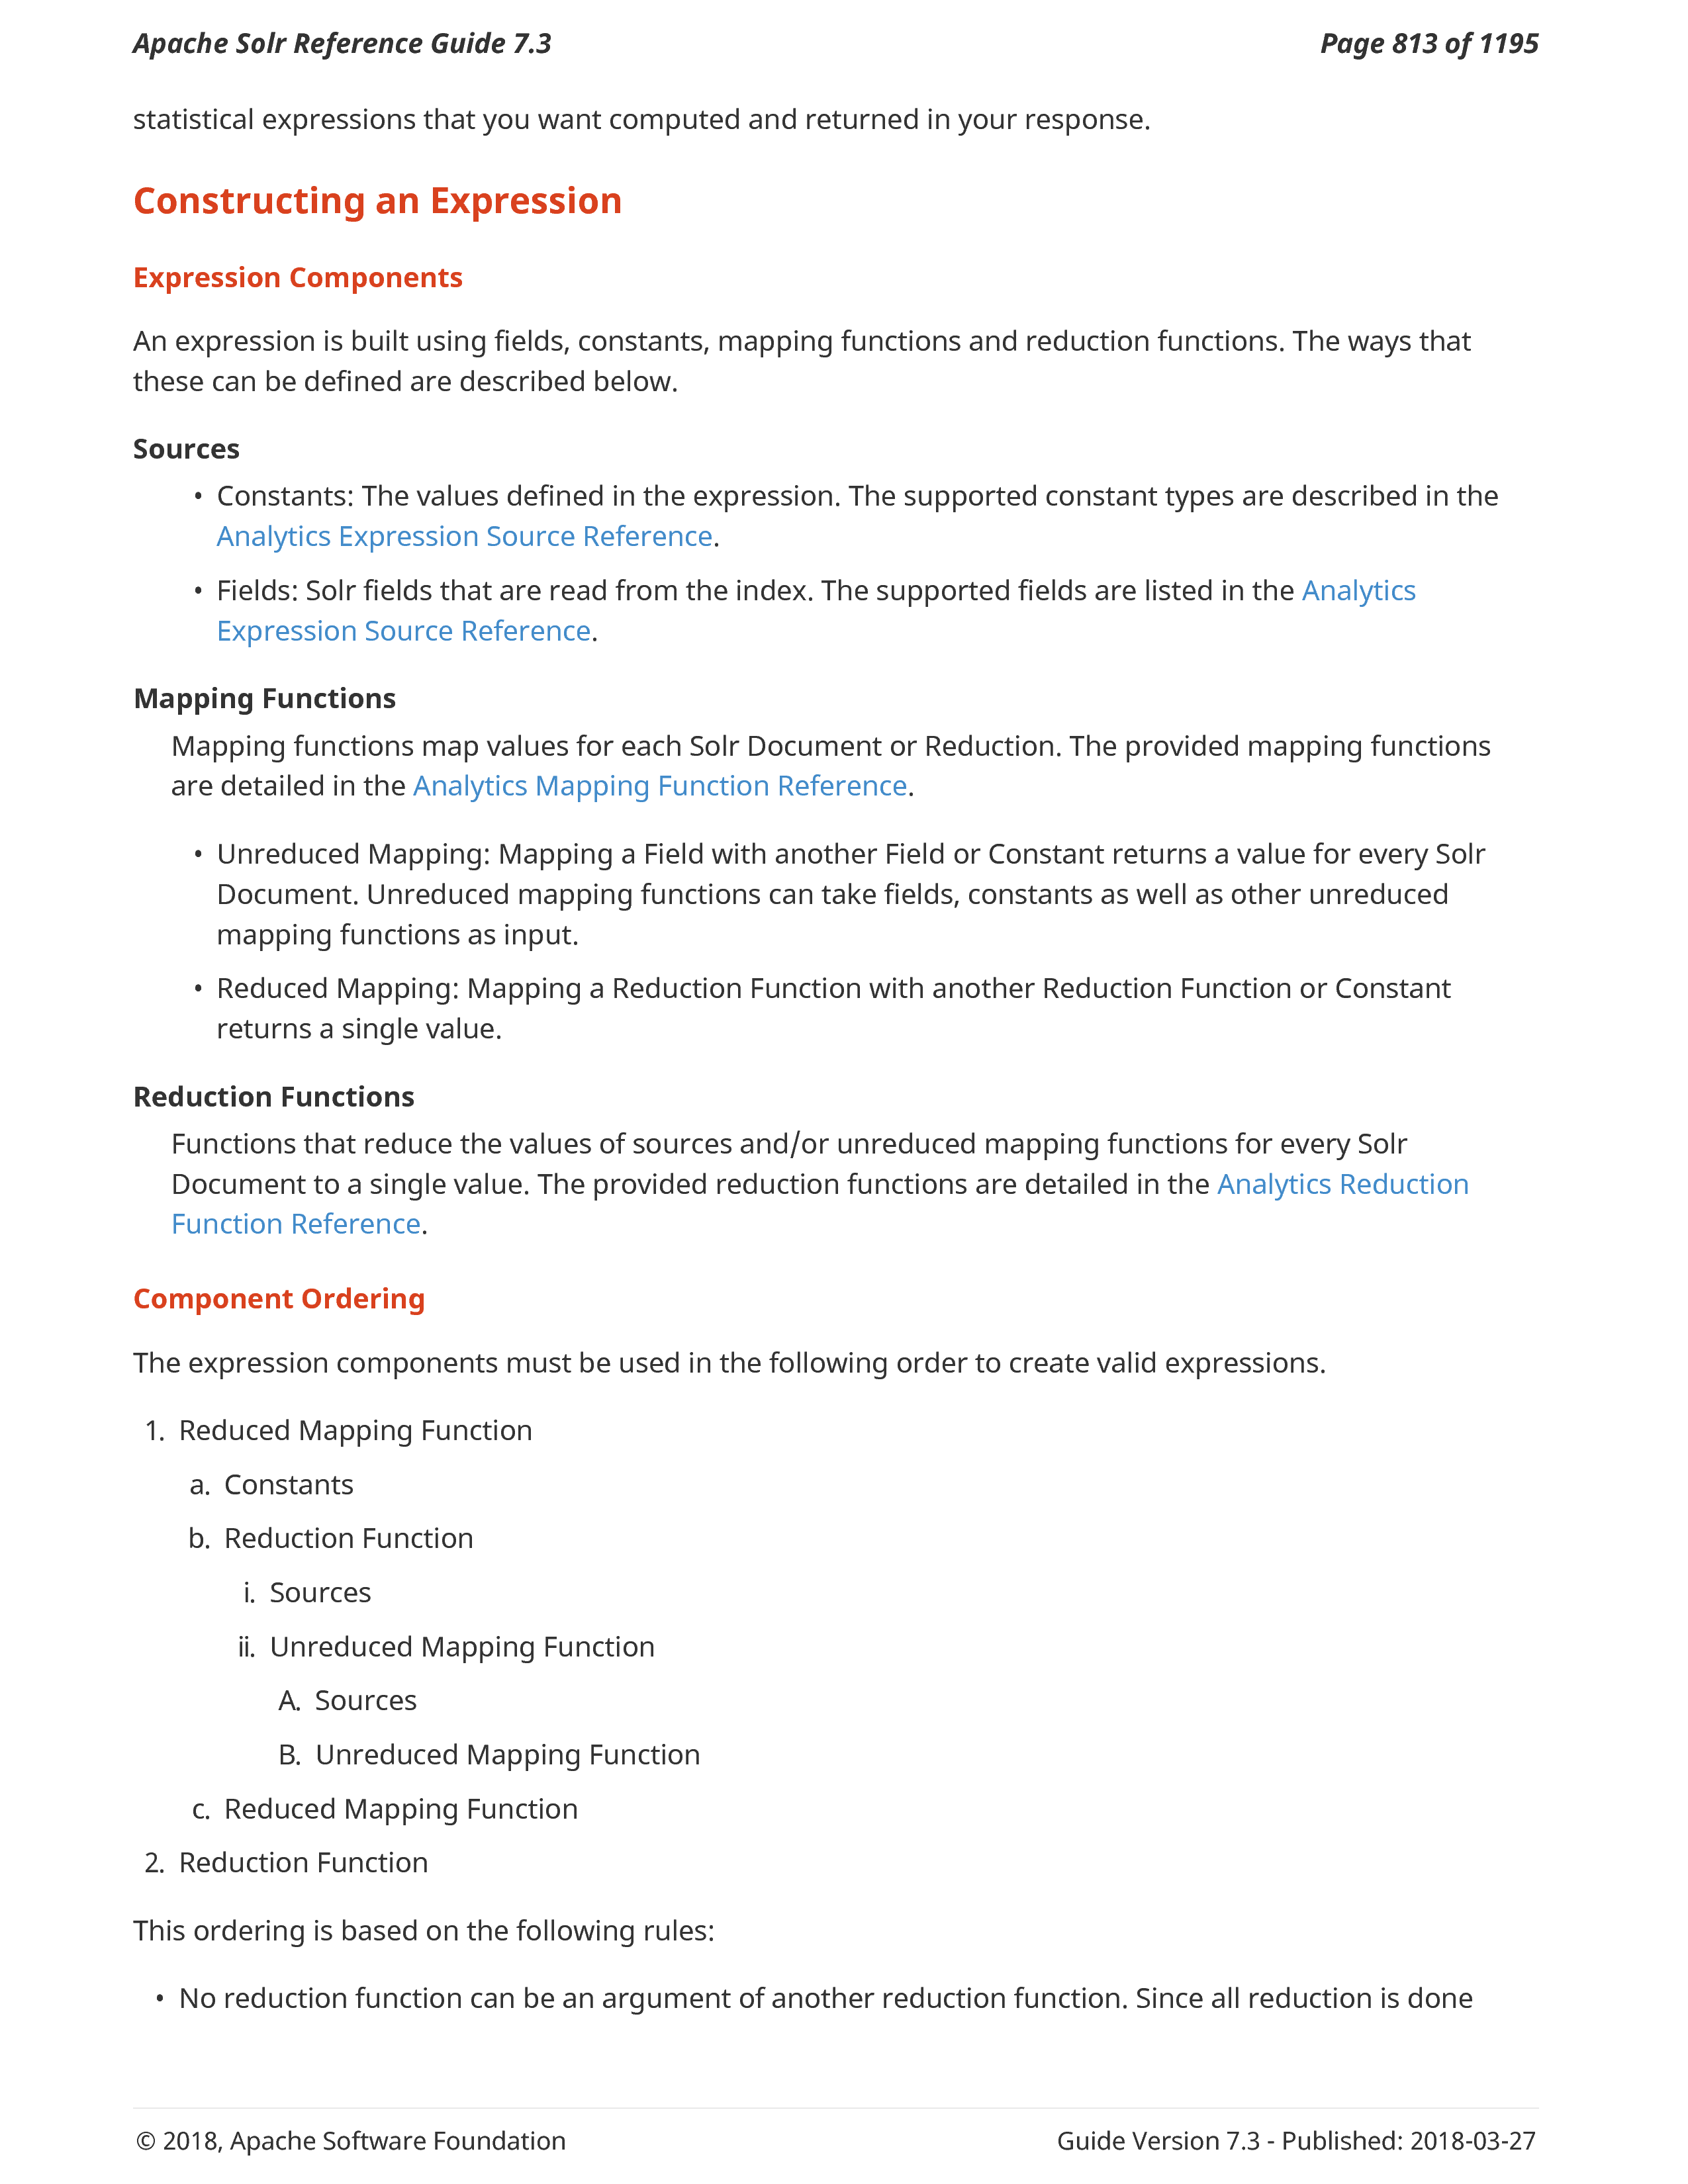 Apache Solr Reference Guide 7.3 Page 813 of 1195
statistical expressions that you want computed and returned in your response.
Constructing an Expression
Expression Components
An expression is built using fields, constants, mapping functions and reduction functions. The ways that
these can be defined are described below.
Sources
• Constants: The values defined in the expression. The supported constant types are described in the
Analytics Expression Source Reference.
• Fields: Solr fields that are read from the index. The supported fields are listed in the Analytics
Expression Source Reference.
Mapping Functions
Mapping functions map values for each Solr Document or Reduction. The provided mapping functions
are detailed in the Analytics Mapping Function Reference.
• Unreduced Mapping: Mapping a Field with another Field or Constant returns a value for every Solr
Document. Unreduced mapping functions can take fields, constants as well as other unreduced
mapping functions as input.
• Reduced Mapping: Mapping a Reduction Function with another Reduction Function or Constant
returns a single value.
Reduction Functions
Functions that reduce the values of sources and/or unreduced mapping functions for every Solr
Document to a single value. The provided reduction functions are detailed in the Analytics Reduction
Function Reference.
Component Ordering
The expression components must be used in the following order to create valid expressions.
1. Reduced Mapping Function
a. Constants
b. Reduction Function
i. Sources
ii. Unreduced Mapping Function
A. Sources
B. Unreduced Mapping Function
c. Reduced Mapping Function
2. Reduction Function
This ordering is based on the following rules:
• No reduction function can be an argument of another reduction function. Since all reduction is done
© 2018, Apache Software Foundation Guide Version 7.3 - Published: 2018-03-27